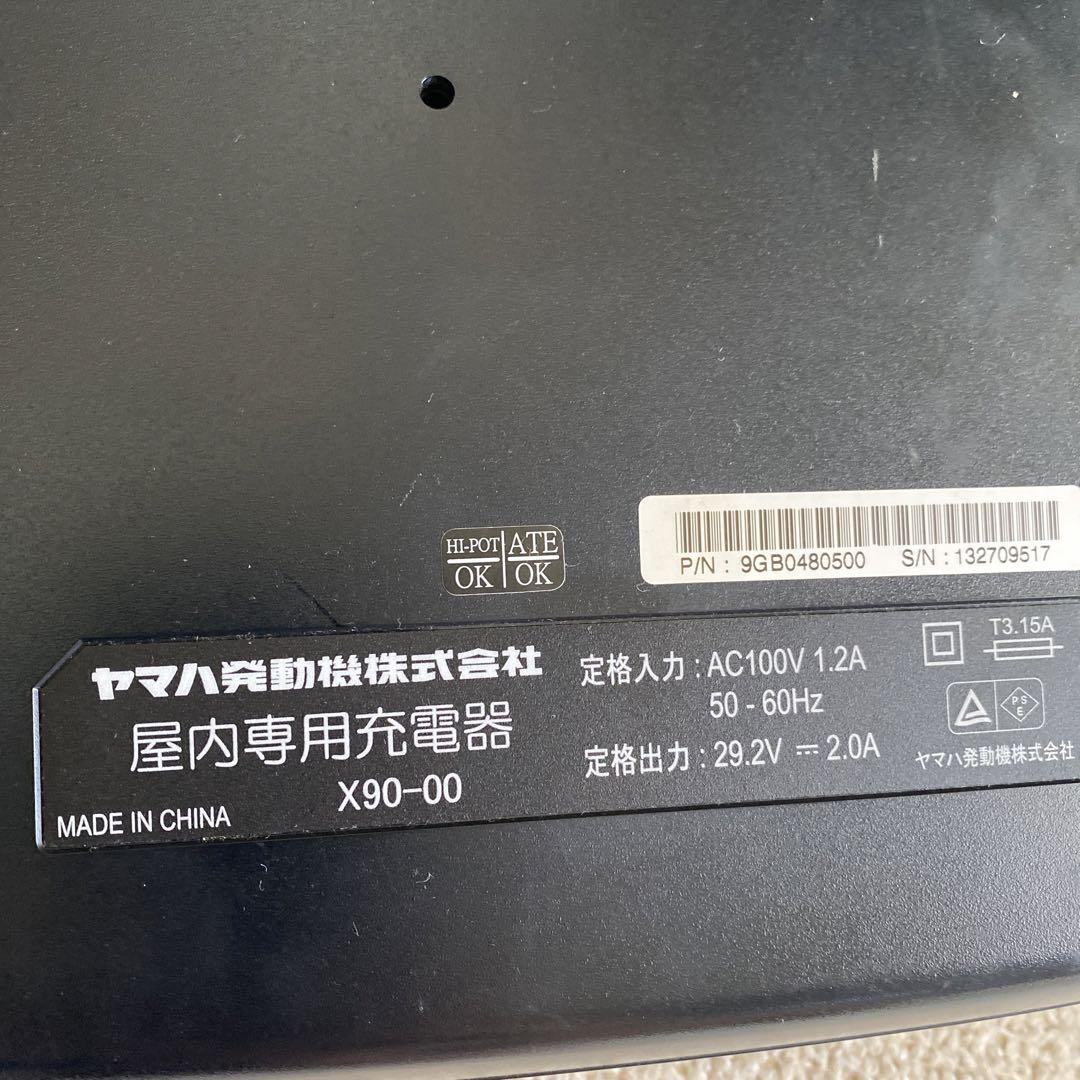 HI-POT ATE
OK OK
P/N : 9GB0480500 S/N : 132709517
ヤマハ発動機株式会社
屋内専用充電器
X90-00
MADE IN CHINA
定格入力 : AC100V 1.2A
50 - 60Hz
定格出力 : 29.2V ⎓ 2.0A
T3.15A
PS
E
ヤマハ発動機株式会社